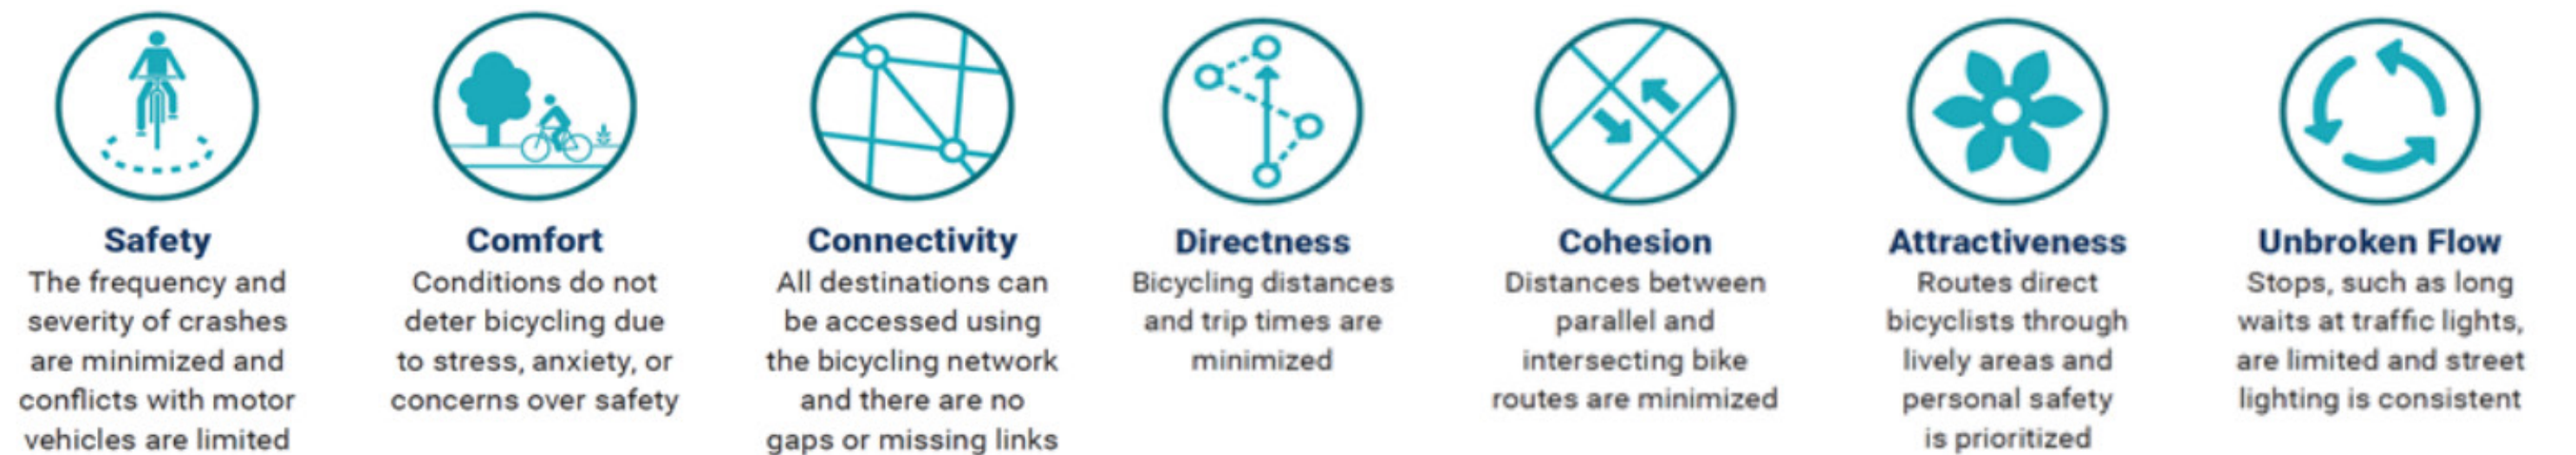 Safety
The frequency and
severity of crashes
are minimized and
conflicts with motor
vehicles are limited
Comfort
Conditions do not
deter bicycling due
to stress, anxiety, or
concerns over safety
Connectivity
All destinations can
be accessed using
the bicycling network
and there are no
gaps or missing links
Directness
Bicycling distances
and trip times are
minimized
Cohesion
Distances between
parallel and
intersecting bike
routes are minimized
Attractiveness
Routes direct
bicyclists through
lively areas and
personal safety
is prioritized
Unbroken Flow
Stops, such as long
waits at traffic lights,
are limited and street
lighting is consistent